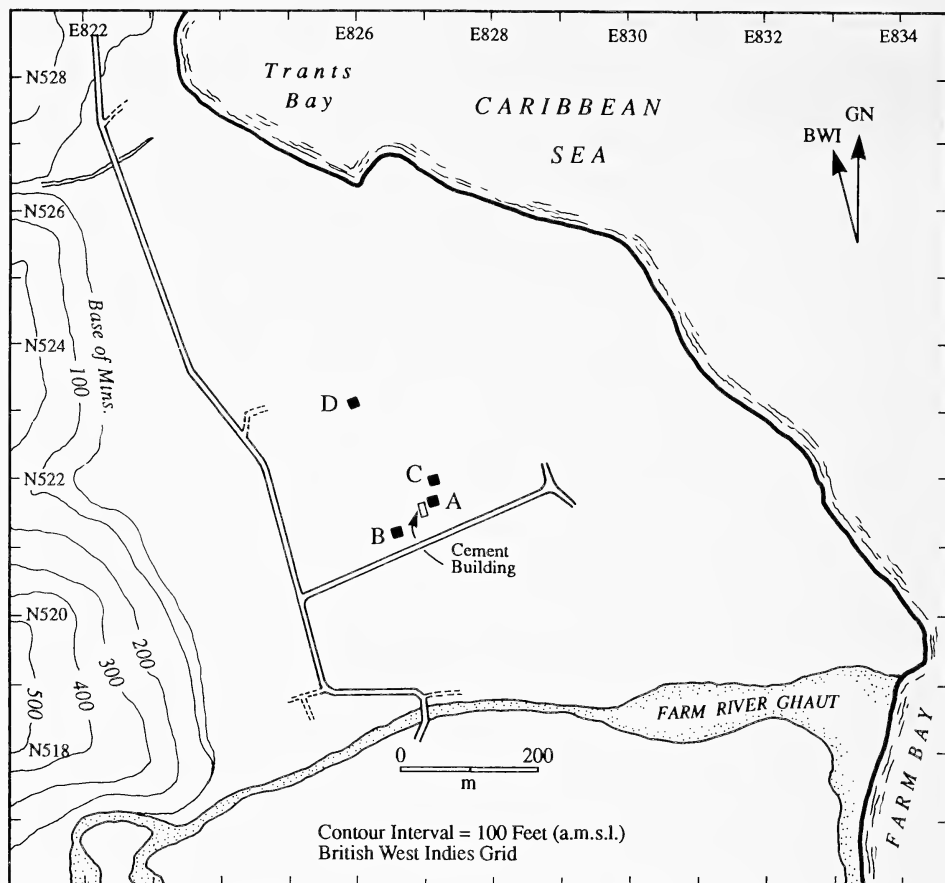 E822
E826
E828
E830
E832
E834
N528
N526
N524
N522
N520
N518
Trants
Bay
CARIBBEAN
SEA
BWI
GN
Base of Mtns.
100
D
C
A
B
Cement
Building
200
300
400
500
FARM RIVER GHAUT
FARM BAY
0
200
m
Contour Interval = 100 Feet (a.m.s.l.)
British West Indies Grid